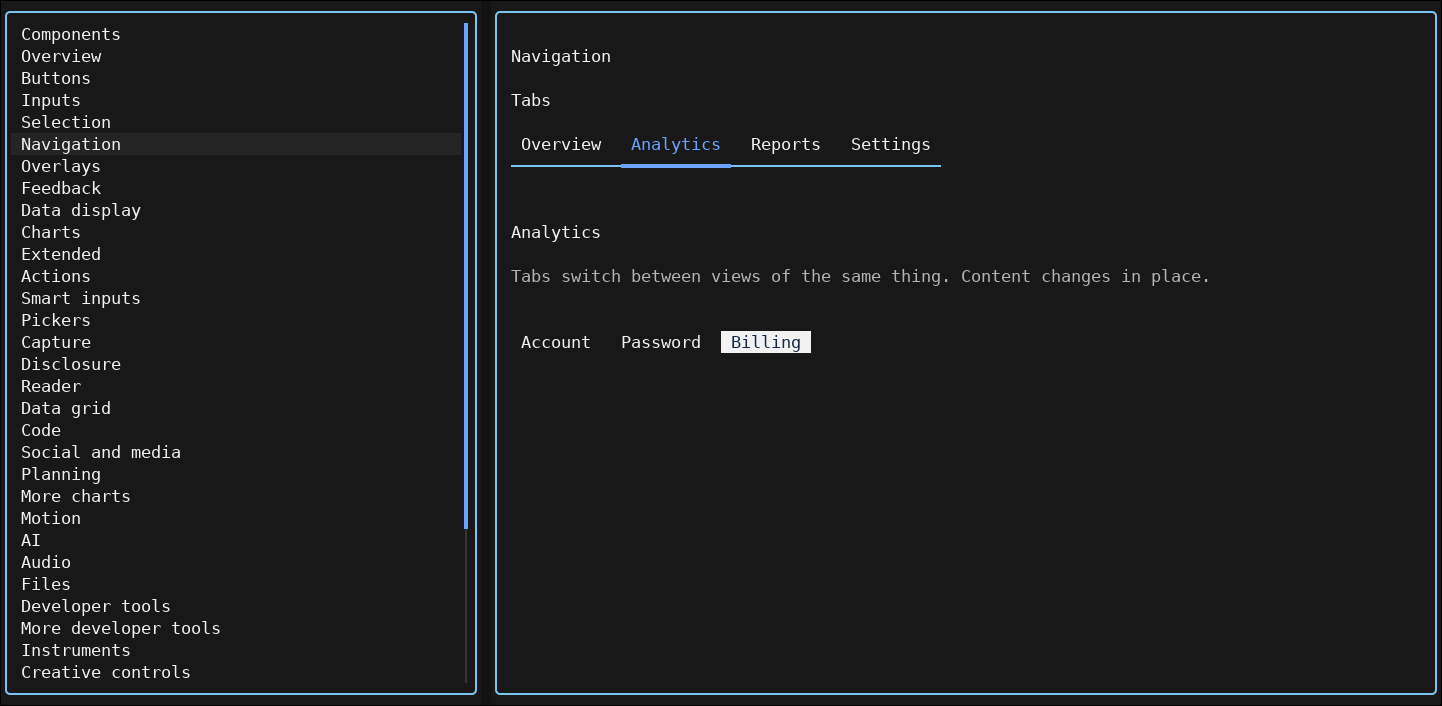 Components
Overview
Buttons
Inputs
Selection
Navigation
Overlays
Feedback
Data display
Charts
Extended
Actions
Smart inputs
Pickers
Capture
Disclosure
Reader
Data grid
Code
Social and media
Planning
More charts
Motion
AI
Audio
Files
Developer tools
More developer tools
Instruments
Creative controls
Navigation
Tabs
Overview Analytics Reports Settings
Analytics
Tabs switch between views of the same thing. Content changes in place.
Account Password Billing